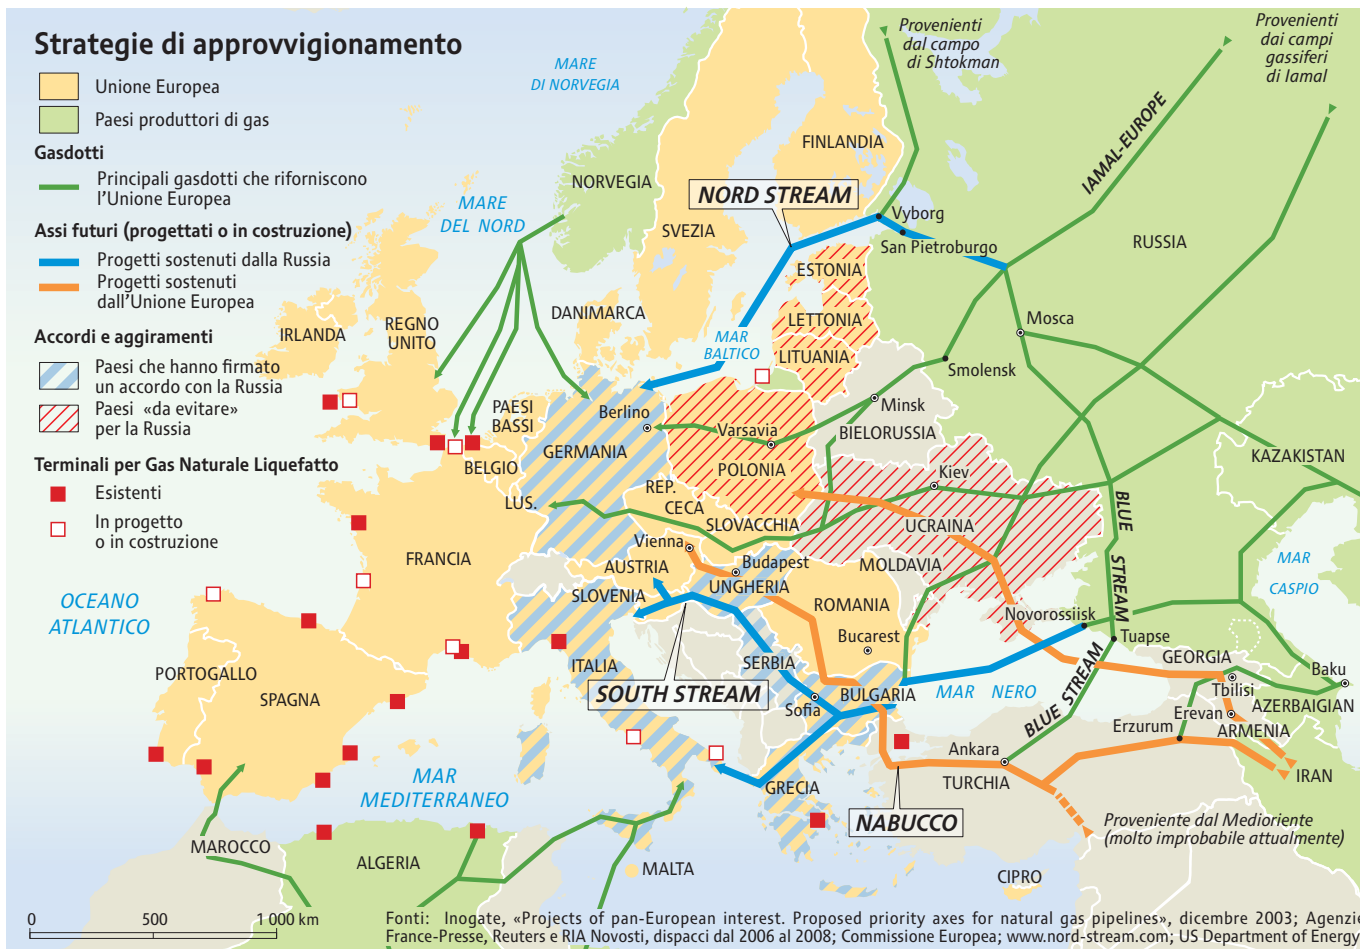 Strategie di approvvigionamento
Unione Europea
Paesi produttori di gas
Gasdotti
Principali gasdotti che riforniscono
l'Unione Europea
Assi futuri (progettati o in costruzione)
Progetti sostenuti dalla Russia
Progetti sostenuti
dall'Unione Europea
Accordi e aggiramenti
Paesi che hanno firmato
un accordo con la Russia
Paesi «da evitare»
per la Russia
Terminali per Gas Naturale Liquefatto
Esistenti
In progetto
o in costruzione
Provenienti
dal campo
di Shtokman
Provenienti
dai campi
gassiferi
di Iamal
MARE
DI NORVEGIA
FINLANDIA
IAMAL-EUROPE
NORVEGIA
NORD STREAM
MARE
DEL NORD
SVEZIA
Vyborg
San Pietroburgo
RUSSIA
ESTONIA
DANIMARCA
IRLANDA
REGNO
UNITO
LETTONIA
Mosca
MAR
BALTICO
LITUANIA
Smolensk
PAESI
BASSI
Berlino
Minsk
Varsavia
BIELORUSSIA
GERMANIA
BELGIO
POLONIA
KAZAKISTAN
Kiev
LUS.
REP.
CECA
SLOVACCHIA
UCRAINA
BLUE STREAM
Vienna
FRANCIA
AUSTRIA
Budapest
MOLDAVIA
MAR
CASPIO
UNGHERIA
SLOVENIA
ROMANIA
OCEANO
ATLANTICO
Novorossiisk
Bucarest
Tuapse
PORTOGALLO
ITALIA
SERBIA
GEORGIA
SPAGNA
SOUTH STREAM
BULGARIA
MAR NERO
Baku
Tbilisi
Sofia
AZERBAIGIAN
BLUE STREAM
Erevan
ARMENIA
Erzurum
Ankara
MAR
MEDITERRANEO
GRECIA
TURCHIA
IRAN
NABUCCO
Proveniente dal Medioriente
(molto improbabile attualmente)
MAROCCO
ALGERIA
MALTA
CIPRO
0 500 1 000 km
Fonti: Inogate, «Projects of pan-European interest. Proposed priority axes for natural gas pipelines», dicembre 2003; Agenzie
France-Presse, Reuters e RIA Novosti, dispacci dal 2006 al 2008; Commissione Europea; www.nord-stream.com; US Department of Energy